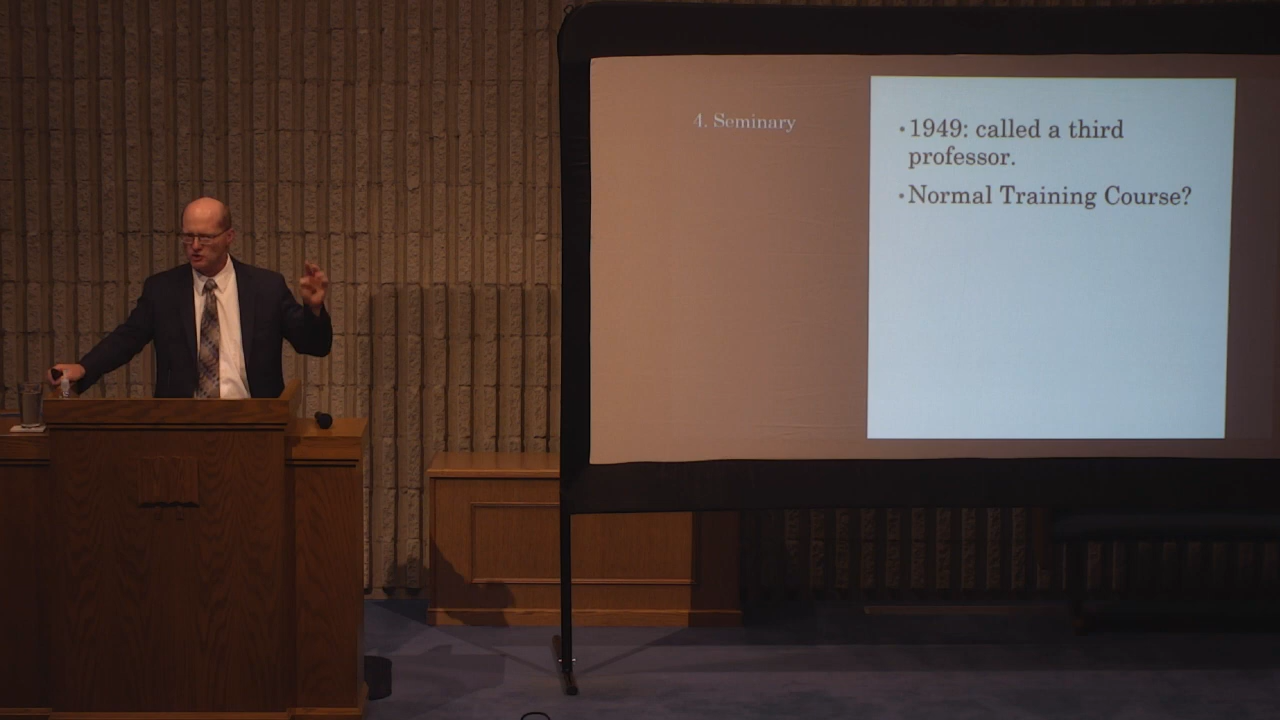 4. Seminary
•1949: called a third
professor.
•Normal Training Course?